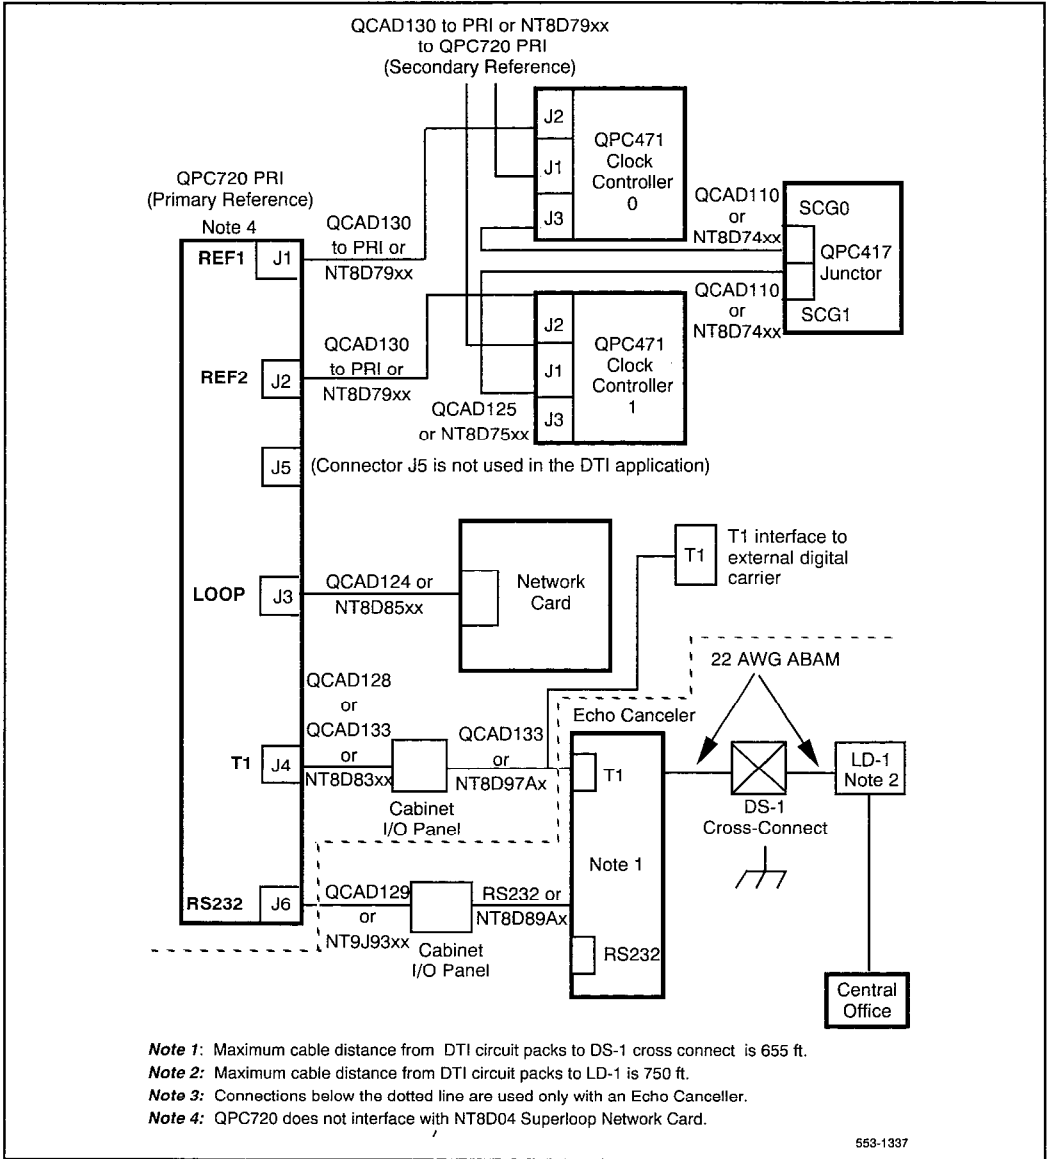 QCAD130 to PRI or NT8D79xx
to QPC720 PRI
(Secondary Reference)
J2
J1
J3
QPC471
Clock
Controller
0
QPC720 PRI
(Primary Reference)
Note 4
REF1
J1
QCAD130
to PRI or
NT8D79xx
QCAD110
or
NT8D74xx
SCG0
QPC417
Junctor
SCG1
QCAD110
or
NT8D74xx
J2
J1
J3
QPC471
Clock
Controller
1
REF2
J2
QCAD130
to PRI or
NT8D79xx
QCAD125
or NT8D75xx
J5
(Connector J5 is not used in the DTI application)
LOOP
J3
QCAD124 or
NT8D85xx
Network
Card
T1
T1 interface to
external digital
carrier
22 AWG ABAM
QCAD128
or
QCAD133
or
NT8D83xx
T1
J4
Cabinet
I/O Panel
QCAD133
or
NT8D97Ax
Echo Canceler
T1
Note 1
RS232
DS-1
Cross-Connect
LD-1
Note 2
RS232
J6
QCAD129
or
NT9J93xx
Cabinet
I/O Panel
RS232 or
NT8D89Ax
Central
Office
Note 1: Maximum cable distance from DTI circuit packs to DS-1 cross connect is 655 ft.
Note 2: Maximum cable distance from DTI circuit packs to LD-1 is 750 ft.
Note 3: Connections below the dotted line are used only with an Echo Canceller.
Note 4: QPC720 does not interface with NT8D04 Superloop Network Card.
553-1337